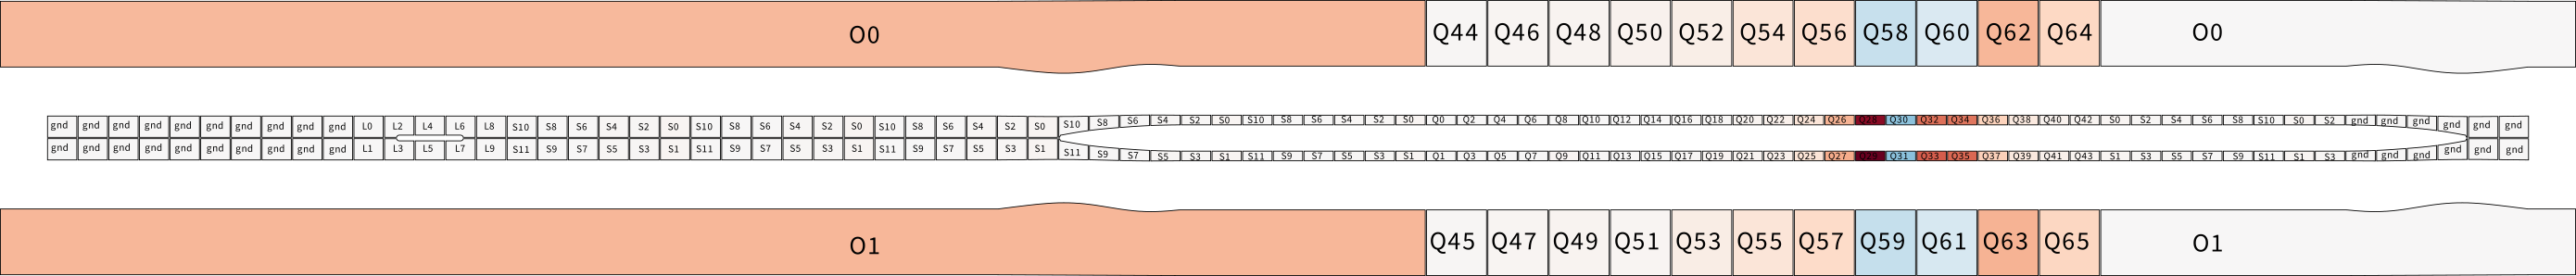 O0 Q44 Q46 Q48 Q50 Q52 Q54 Q56 Q58 Q60 Q62 Q64 O0
gnd gnd gnd gnd gnd gnd gnd gnd gnd gnd L0 L2 L4 L6 L8 S10 S8 S6 S4 S2 S0 S10 S8 S6 S4 S2 S0 S10 S8 S6 S4 S2 S0 S10 S8 S6 S4 S2 S0 S10 S8 S6 S4 S2 S0 Q0 Q2 Q4 Q6 Q8 Q10 Q12 Q14 Q16 Q18 Q20 Q22 Q24 Q26 Q28 Q30 Q32 Q34 Q36 Q38 Q40 Q42 S0 S2 S4 S6 S8 S10 S0 S2 gnd gnd gnd gnd gnd gnd
gnd gnd gnd gnd gnd gnd gnd gnd gnd gnd L1 L3 L5 L7 L9 S11 S9 S7 S5 S3 S1 S11 S9 S7 S5 S3 S1 S11 S9 S7 S5 S3 S1 S11 S9 S7 S5 S3 S1 S11 S9 S7 S5 S3 S1 Q1 Q3 Q5 Q7 Q9 Q11 Q13 Q15 Q17 Q19 Q21 Q23 Q25 Q27 Q29 Q31 Q33 Q35 Q37 Q39 Q41 Q43 S1 S3 S5 S7 S9 S11 S1 S3 gnd gnd gnd gnd gnd gnd
O1 Q45 Q47 Q49 Q51 Q53 Q55 Q57 Q59 Q61 Q63 Q65 O1